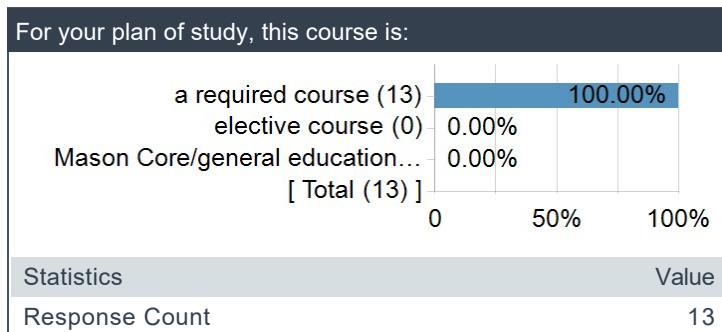 For your plan of study, this course is:
a required course (13) 100.00%
elective course (0) 0.00%
Mason Core/general education... 0.00%
[ Total (13) ]
0 50% 100%
Statistics Value
Response Count 13